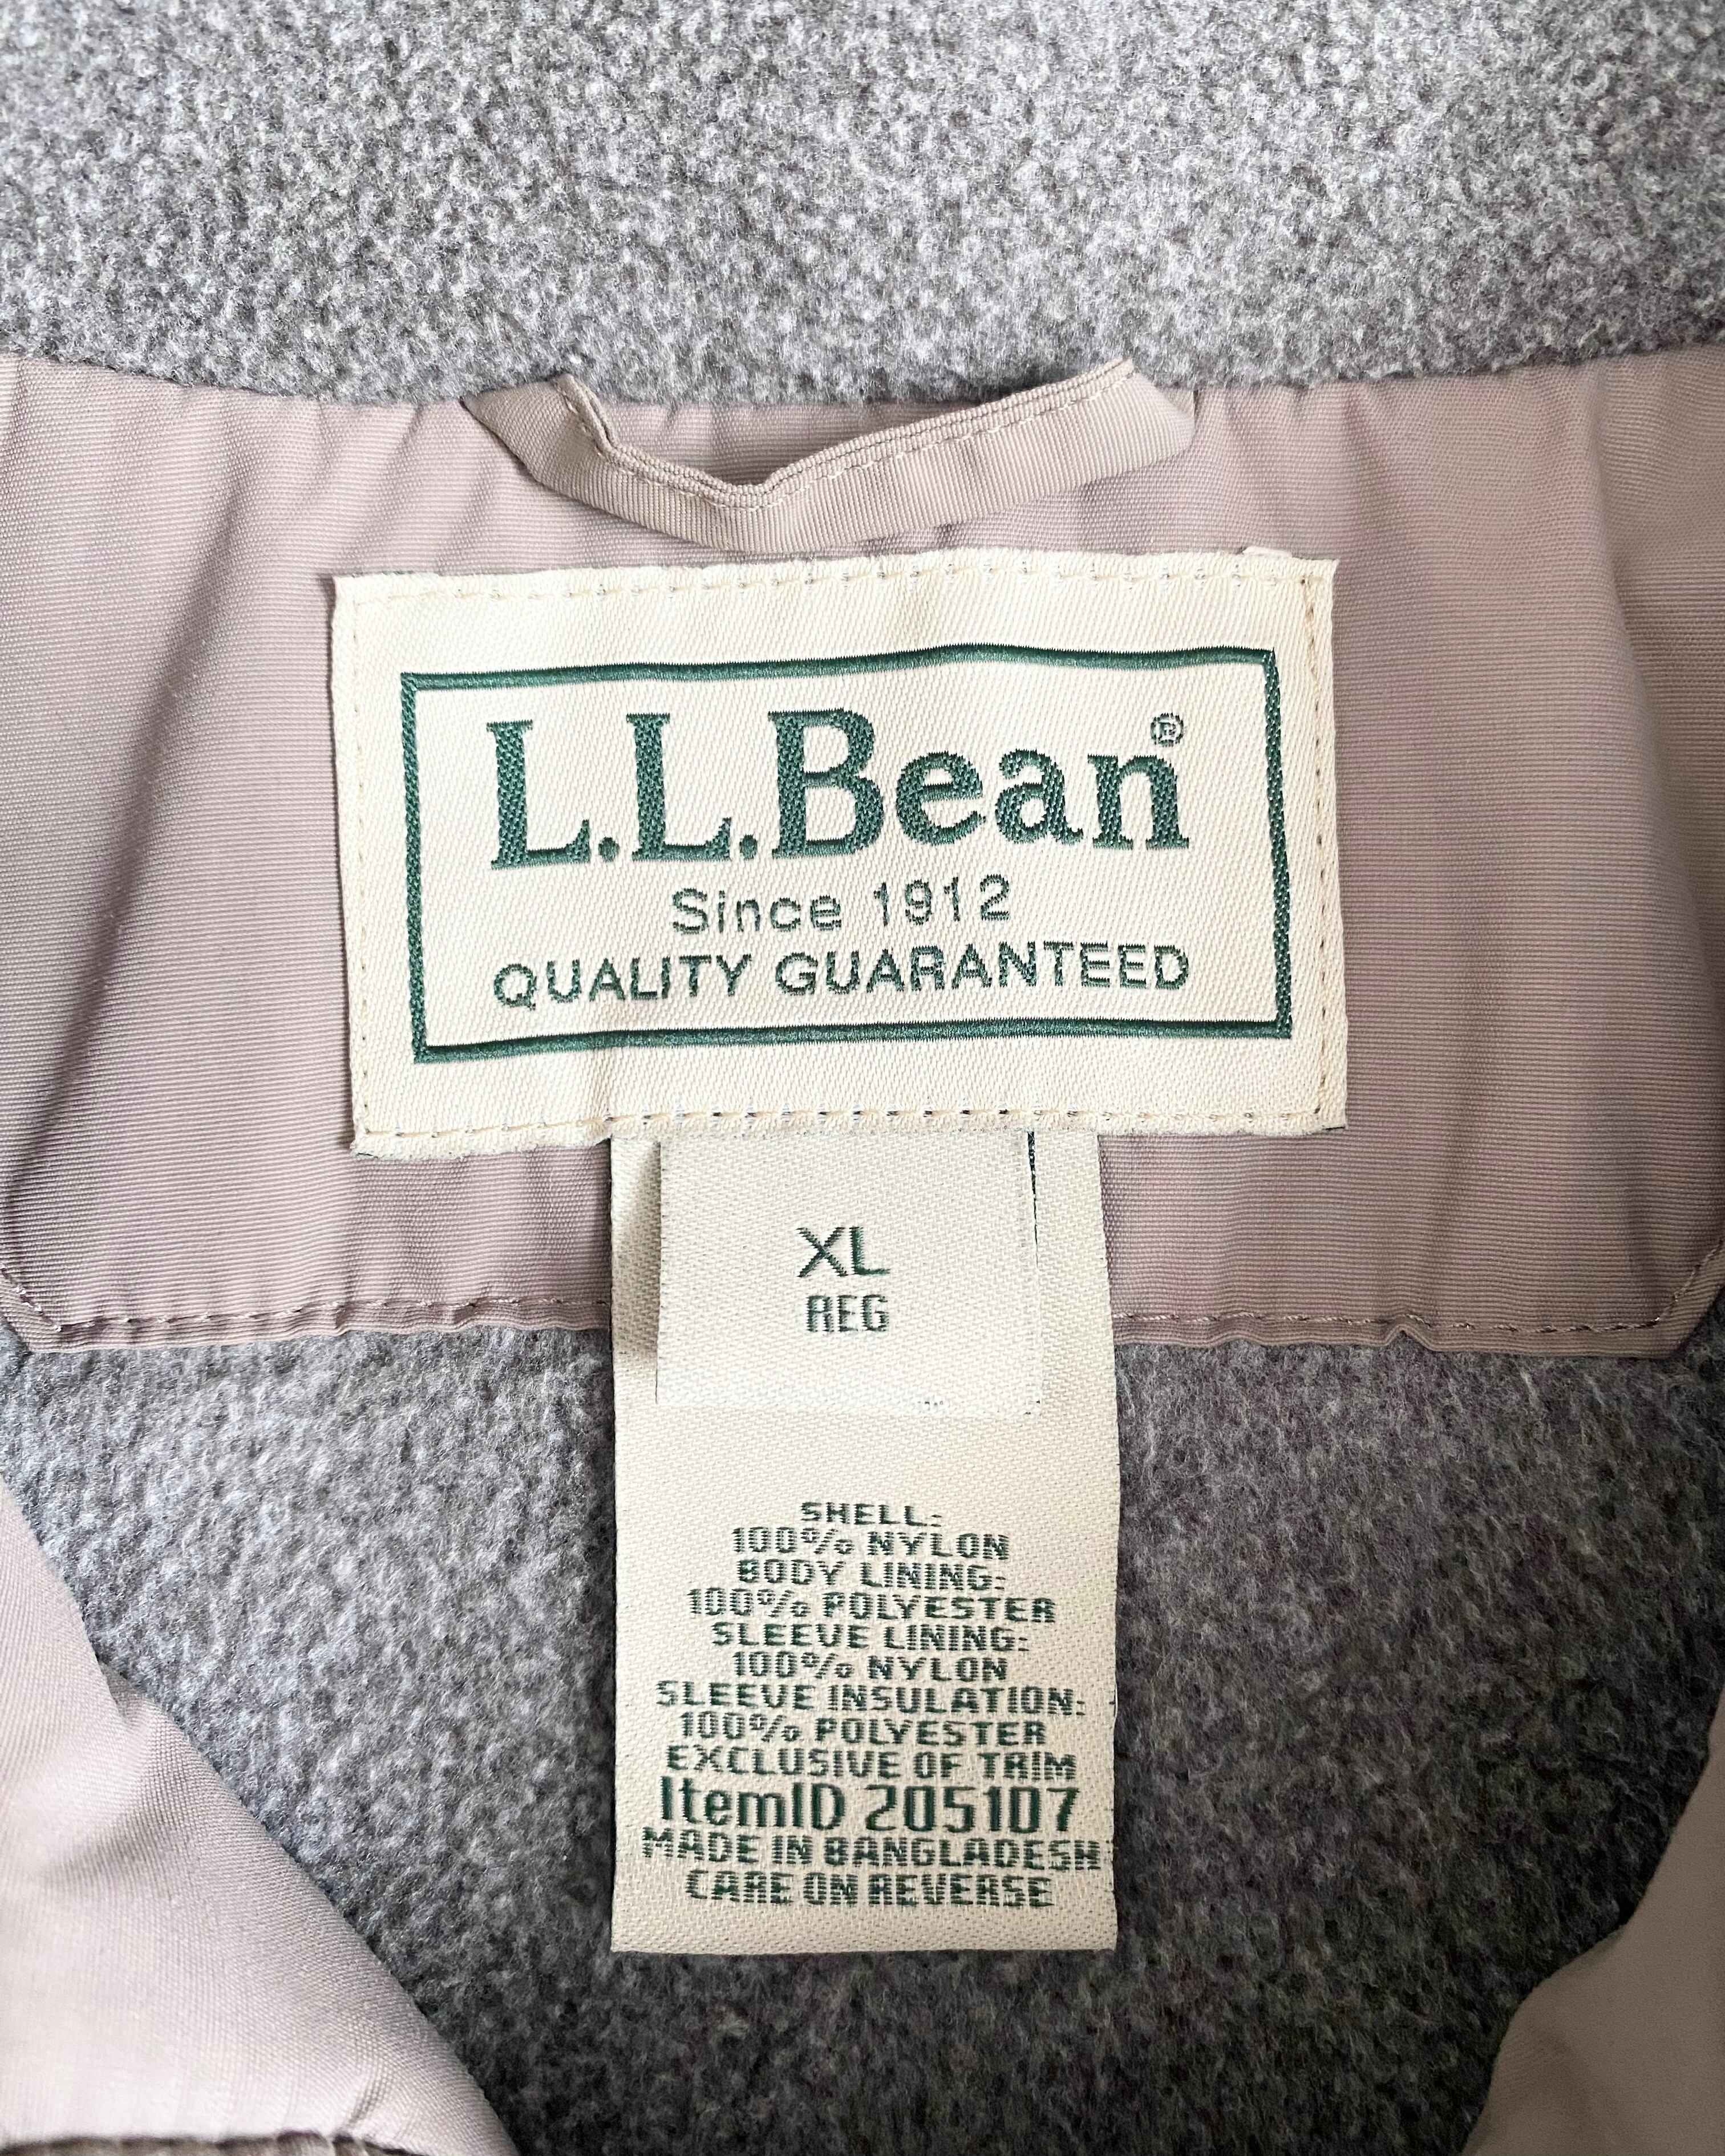 L.L.Bean®
Since 1912
QUALITY GUARANTEED
XL
REG
SHELL:
100% NYLON
BODY LINING:
100% POLYESTER
SLEEVE LINING:
100% NYLON
SLEEVE INSULATION:
100% POLYESTER
EXCLUSIVE OF TRIM
ItemID 205107
MADE IN BANGLADESH
CARE ON REVERSE